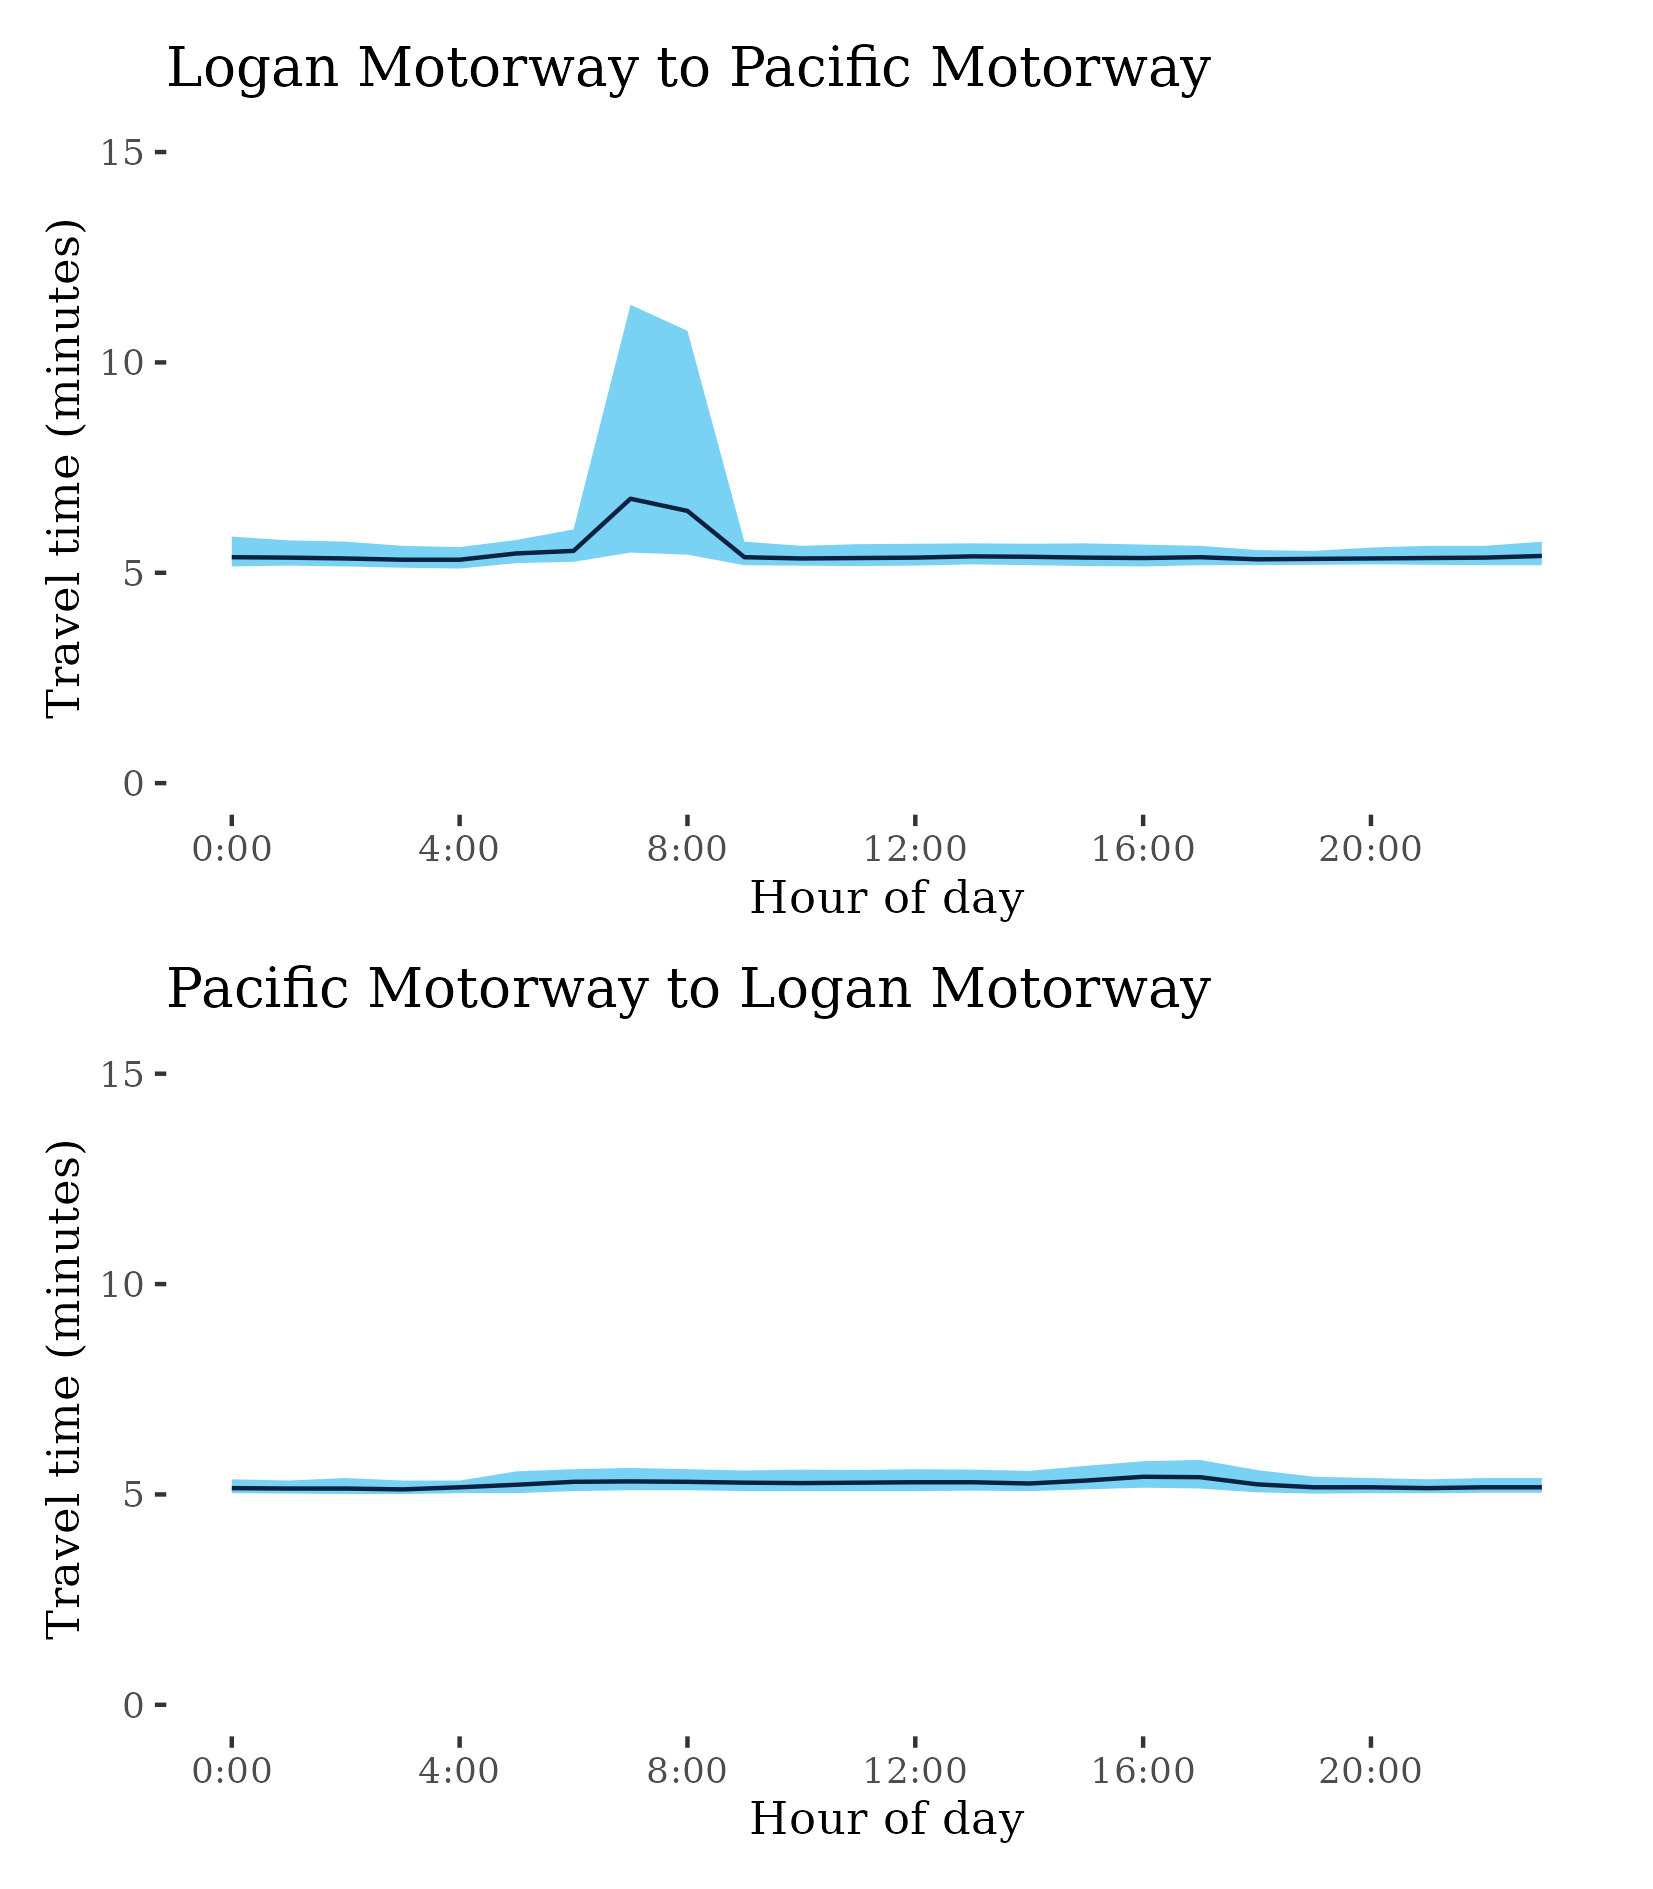 Logan Motorway to Pacific Motorway
15
10
5
0
Travel time (minutes)
0:00 4:00 8:00 12:00 16:00 20:00
Hour of day
Pacific Motorway to Logan Motorway
15
10
5
0
Travel time (minutes)
0:00 4:00 8:00 12:00 16:00 20:00
Hour of day